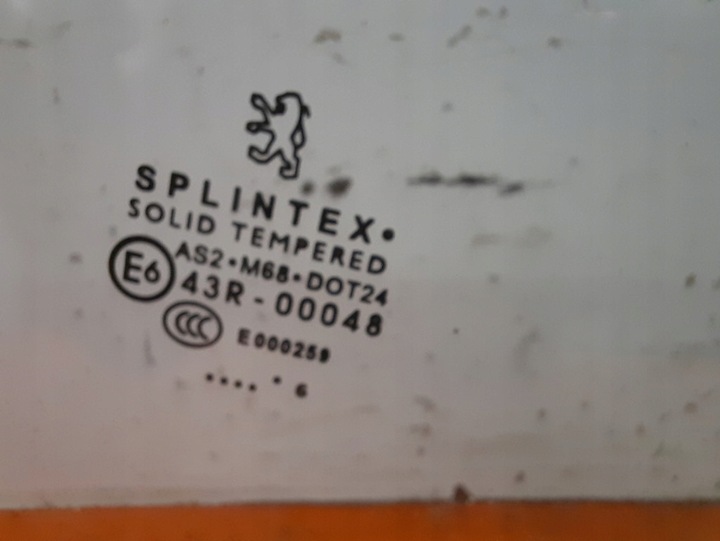 SPLINTEX•
SOLID TEMPERED
AS2•M68•DOT24
E6 43R-00048
CCC E000259
.... • 6